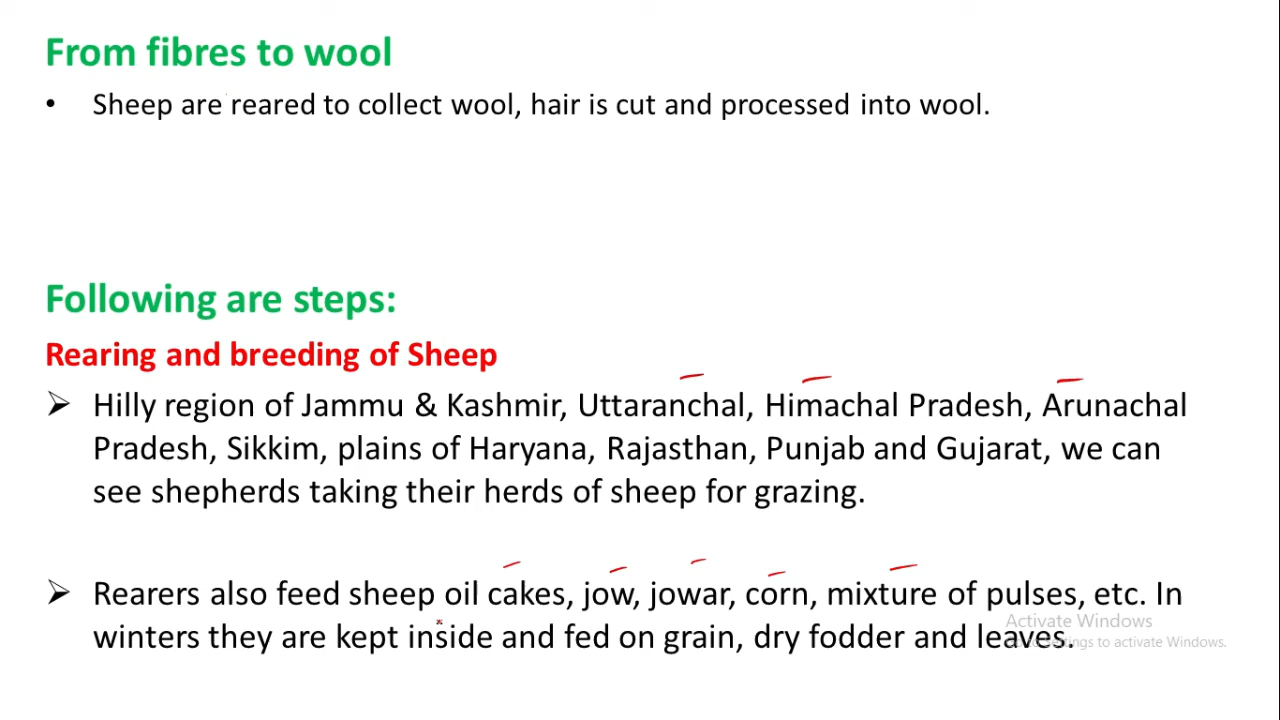 From fibres to wool
• Sheep are reared to collect wool, hair is cut and processed into wool.
Following are steps:
Rearing and breeding of Sheep
➢ Hilly region of Jammu & Kashmir, Uttaranchal, Himachal Pradesh, Arunachal
Pradesh, Sikkim, plains of Haryana, Rajasthan, Punjab and Gujarat, we can
see shepherds taking their herds of sheep for grazing.
➢ Rearers also feed sheep oil cakes, jow, jowar, corn, mixture of pulses, etc. In
winters they are kept inside and fed on grain, dry fodder and leaves.
Activate Windows
to activate Windows.